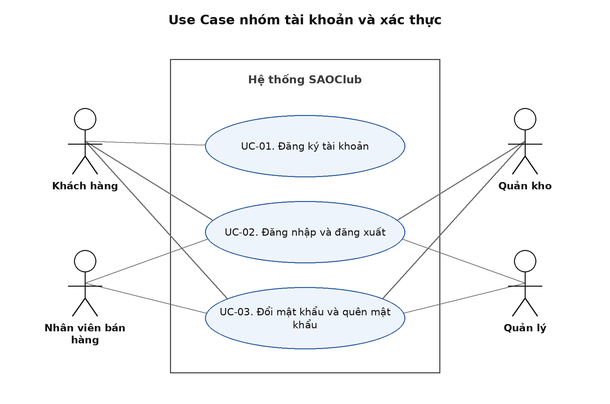 Use Case nhóm tài khoản và xác thực
Hệ thống SAOClub
UC-01. Đăng ký tài khoản
Khách hàng
Quản kho
UC-02. Đăng nhập và đăng xuất
UC-03. Đổi mật khẩu và quên mật
khẩu
Nhân viên bán
hàng
Quản lý